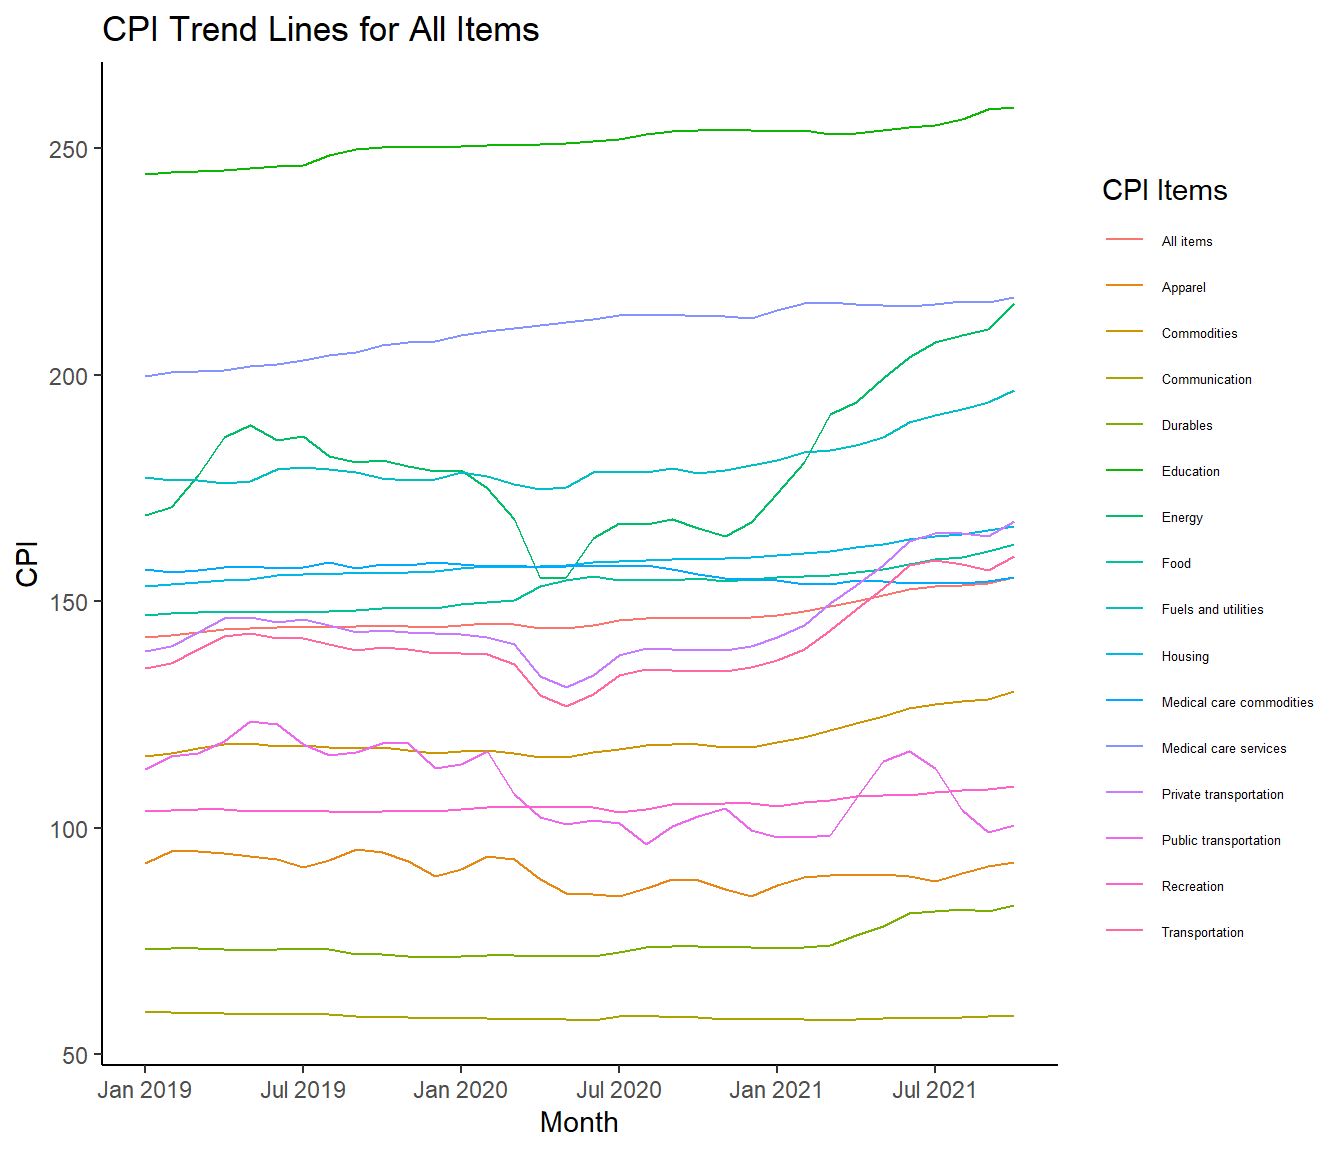 CPI Trend Lines for All Items
CPI
250
200
150
100
50
Jan 2019
Jul 2019
Jan 2020
Jul 2020
Jan 2021
Jul 2021
Month
CPI Items
All items
Apparel
Commodities
Communication
Durables
Education
Energy
Food
Fuels and utilities
Housing
Medical care commodities
Medical care services
Private transportation
Public transportation
Recreation
Transportation